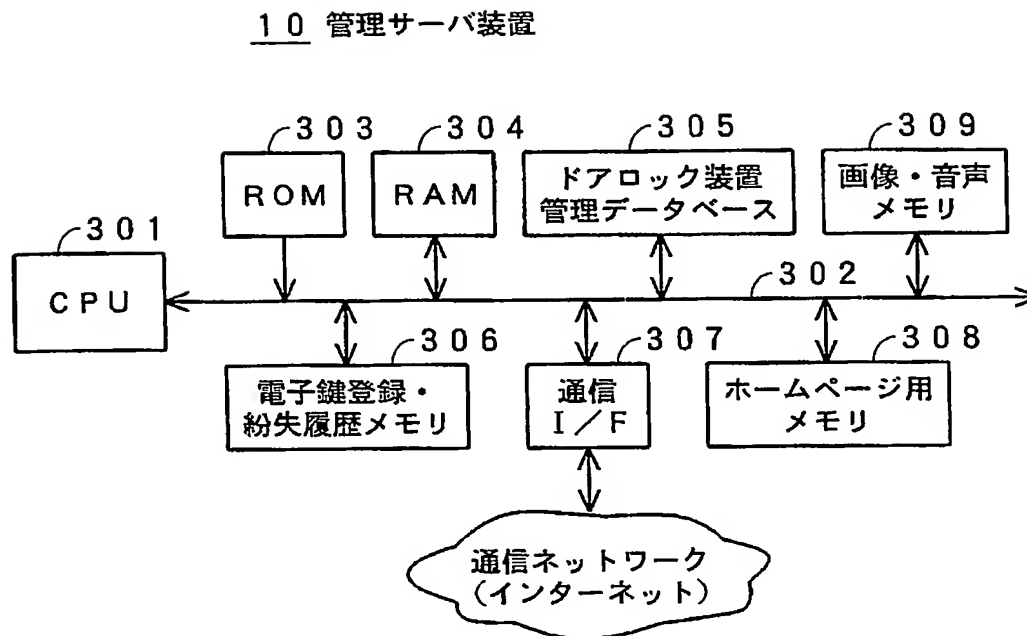 10 管理サーバ装置
303
304
305
309
ROM
RAM
ドアロック装置
管理データベース
画像・音声
メモリ
301
CPU
302
306
307
308
電子鍵登録・
紛失履歴メモリ
通信
I/F
ホームページ用
メモリ
通信ネットワーク
(インターネット)